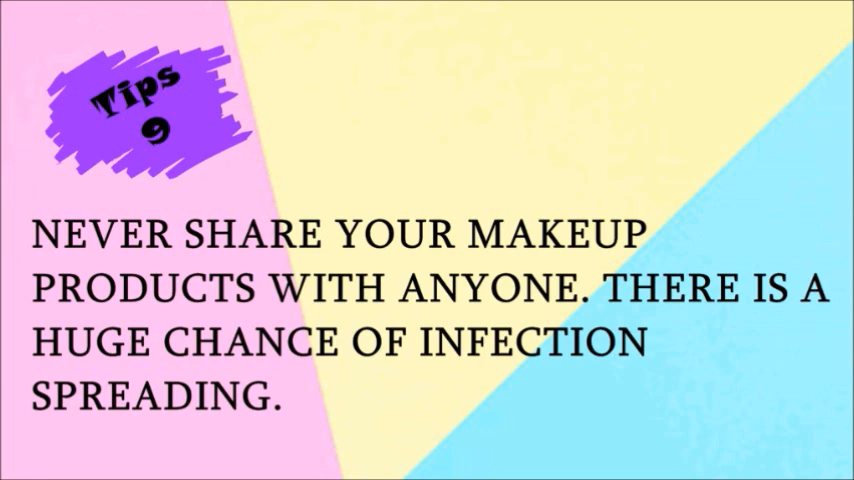 Tips
9
NEVER SHARE YOUR MAKEUP
PRODUCTS WITH ANYONE. THERE IS A
HUGE CHANCE OF INFECTION
SPREADING.